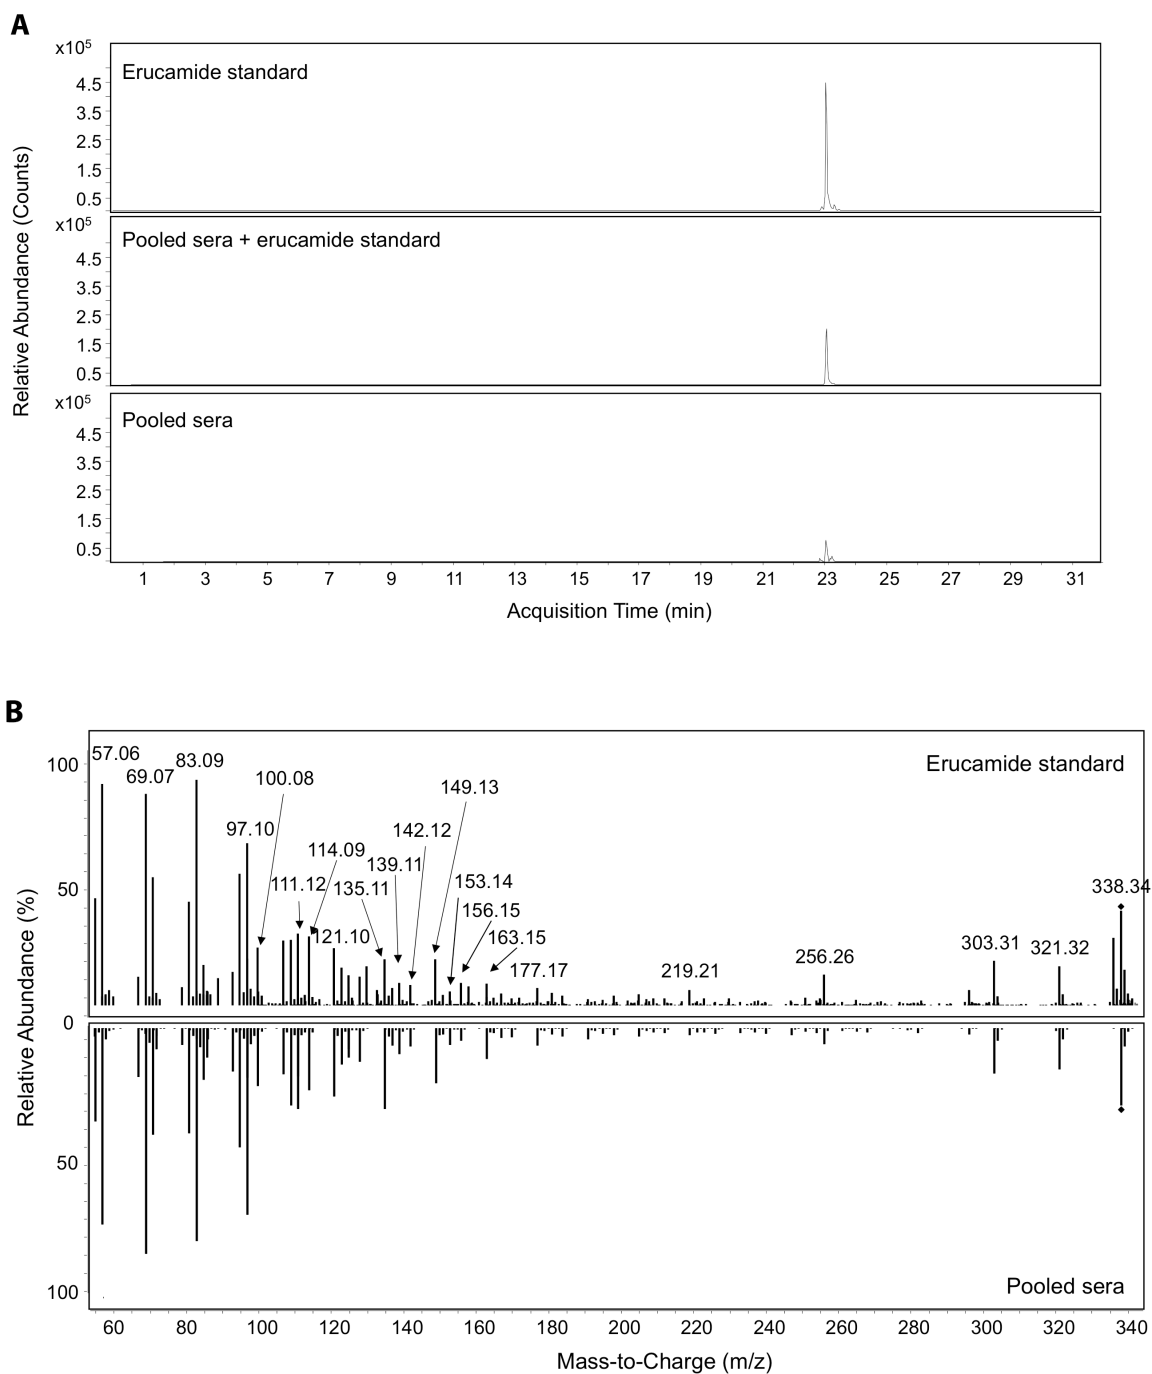 A
x10⁵
Erucamide standard
4.5
3.5
2.5
1.5
0.5
x10⁵
Pooled sera + erucamide standard
4.5
3.5
2.5
1.5
0.5
x10⁵
Pooled sera
4.5
3.5
2.5
1.5
0.5
Relative Abundance (Counts)
1 3 5 7 9 11 13 15 17 19 21 23 25 27 29 31
Acquisition Time (min)
B
Erucamide standard
100
50
0
50
100
Relative Abundance (%)
57.06
69.07
83.09
97.10
100.08
111.12
114.09
121.10
135.11
139.11
142.12
149.13
153.14
156.15
163.15
177.17
219.21
256.26
303.31
321.32
338.34
Pooled sera
60 80 100 120 140 160 180 200 220 240 260 280 300 320 340
Mass-to-Charge (m/z)